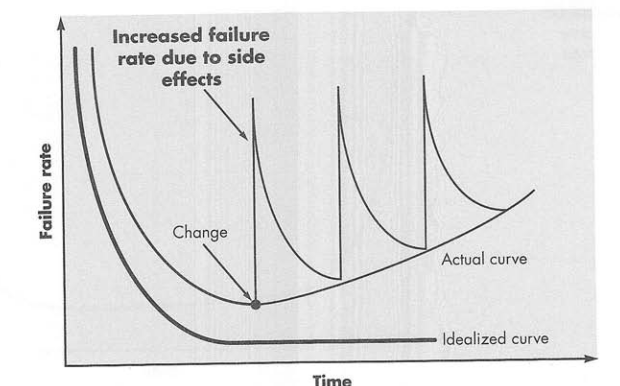 Increased failure
rate due to side
effects
Failure rate
Change
Actual curve
Idealized curve
Time